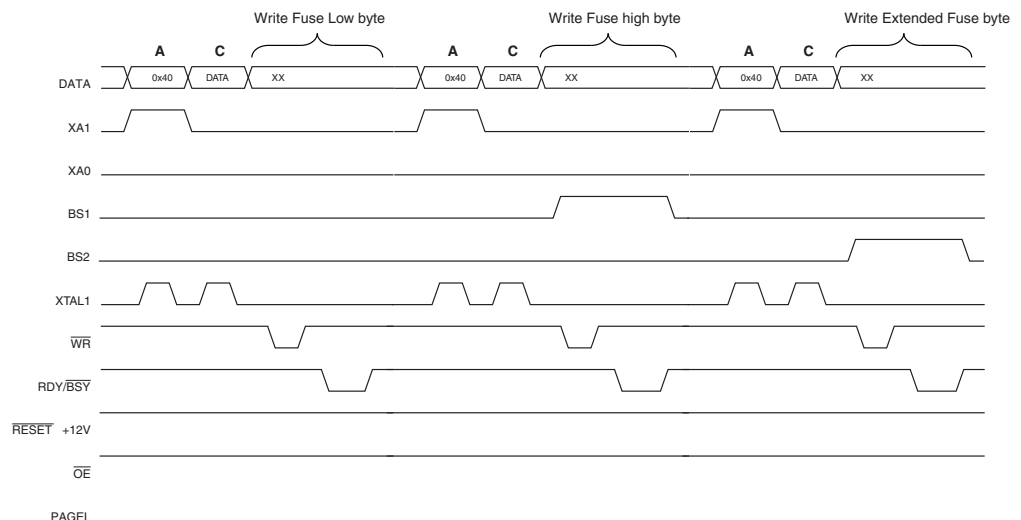 Write Fuse Low byte Write Fuse high byte Write Extended Fuse byte
A C A C A C
DATA 0x40 DATA XX 0x40 DATA XX 0x40 DATA XX
XA1
XA0
BS1
BS2
XTAL1
WR
RDY/BSY
RESET +12V
OE
PAGEL